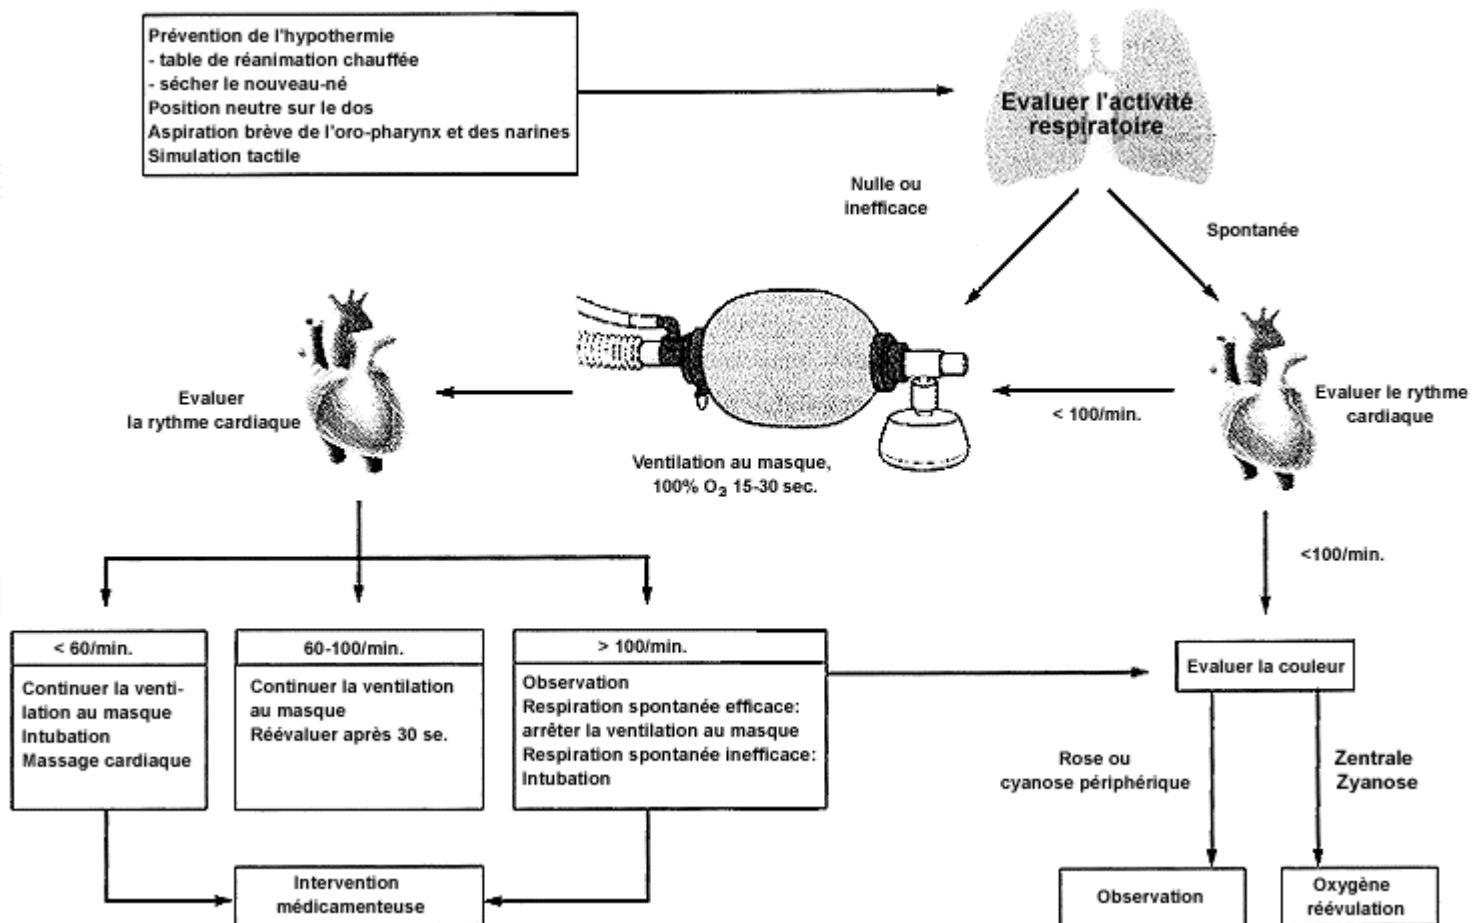 Prévention de l'hypothermie
- table de réanimation chauffée
- sécher le nouveau-né
Position neutre sur le dos
Aspiration brève de l'oro-pharynx et des narines
Simulation tactile
Evaluer l'activité
respiratoire
Nulle ou
inefficace
Spontanée
Evaluer
la rythme cardiaque
Ventilation au masque,
100% O₂ 15-30 sec.
< 100/min.
Evaluer le rythme
cardiaque
<100/min.
< 60/min.
Continuer la venti-
lation au masque
Intubation
Massage cardiaque
60-100/min.
Continuer la ventilation
au masque
Réévaluer après 30 se.
> 100/min.
Observation
Respiration spontanée efficace:
arrêter la ventilation au masque
Respiration spontanée inefficace:
Intubation
Evaluer la couleur
Rose ou
cyanose périphérique
Zentrale
Zyanose
Intervention
médicamenteuse
Observation
Oxygène
réévulation